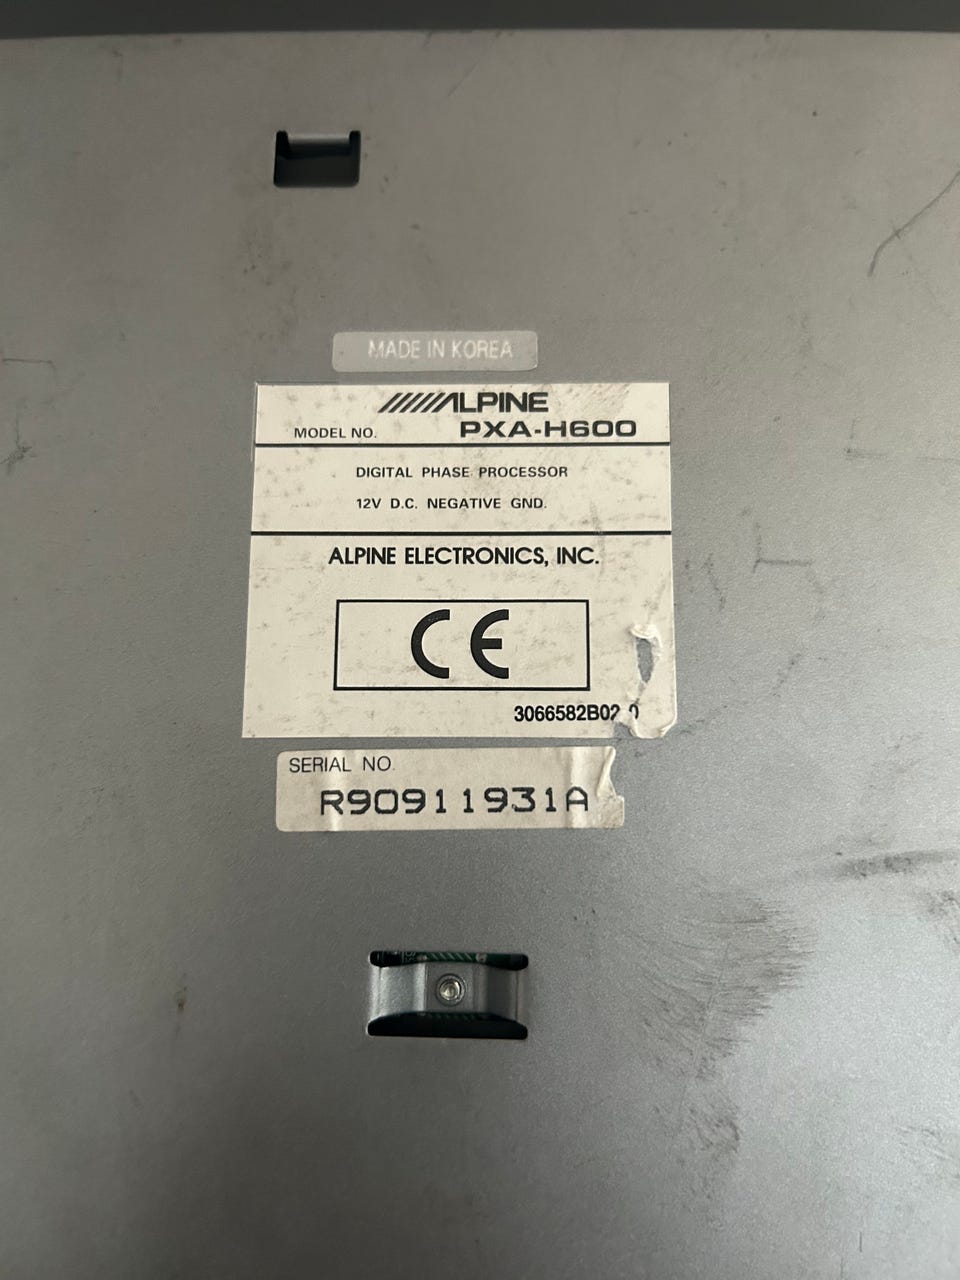 MADE IN KOREA
ALPINE
MODEL NO. PXA-H600
DIGITAL PHASE PROCESSOR
12V D.C. NEGATIVE GND.
ALPINE ELECTRONICS, INC.
CE
SERIAL NO.
R90911931A